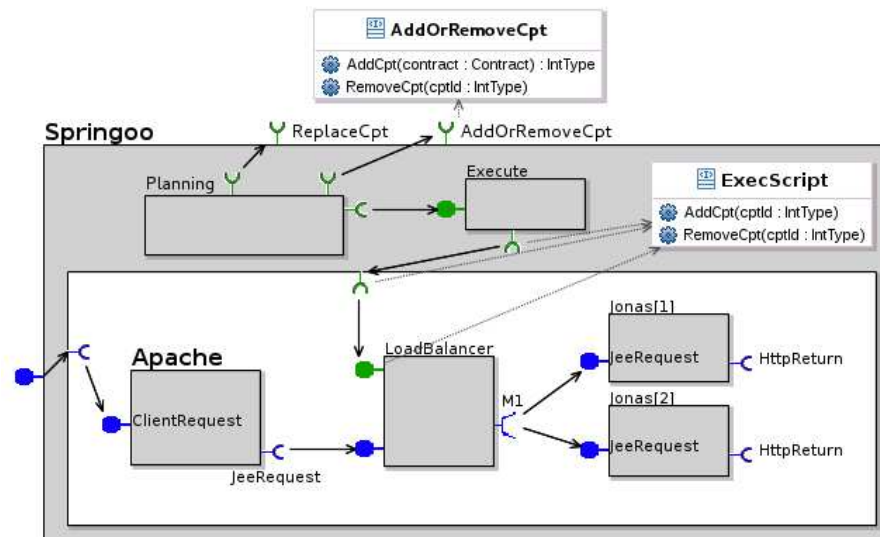 AddOrRemoveCpt
AddCpt(contract : Contract) : IntType
RemoveCpt(cptId : IntType)
Springoo
ReplaceCpt
AddOrRemoveCpt
Planning
Execute
ExecScript
AddCpt(cptId : IntType)
RemoveCpt(cptId : IntType)
Jonas[1]
Apache
LoadBalancer
JeeRequest
HttpReturn
M1
Jonas[2]
ClientRequest
JeeRequest
HttpReturn
JeeRequest